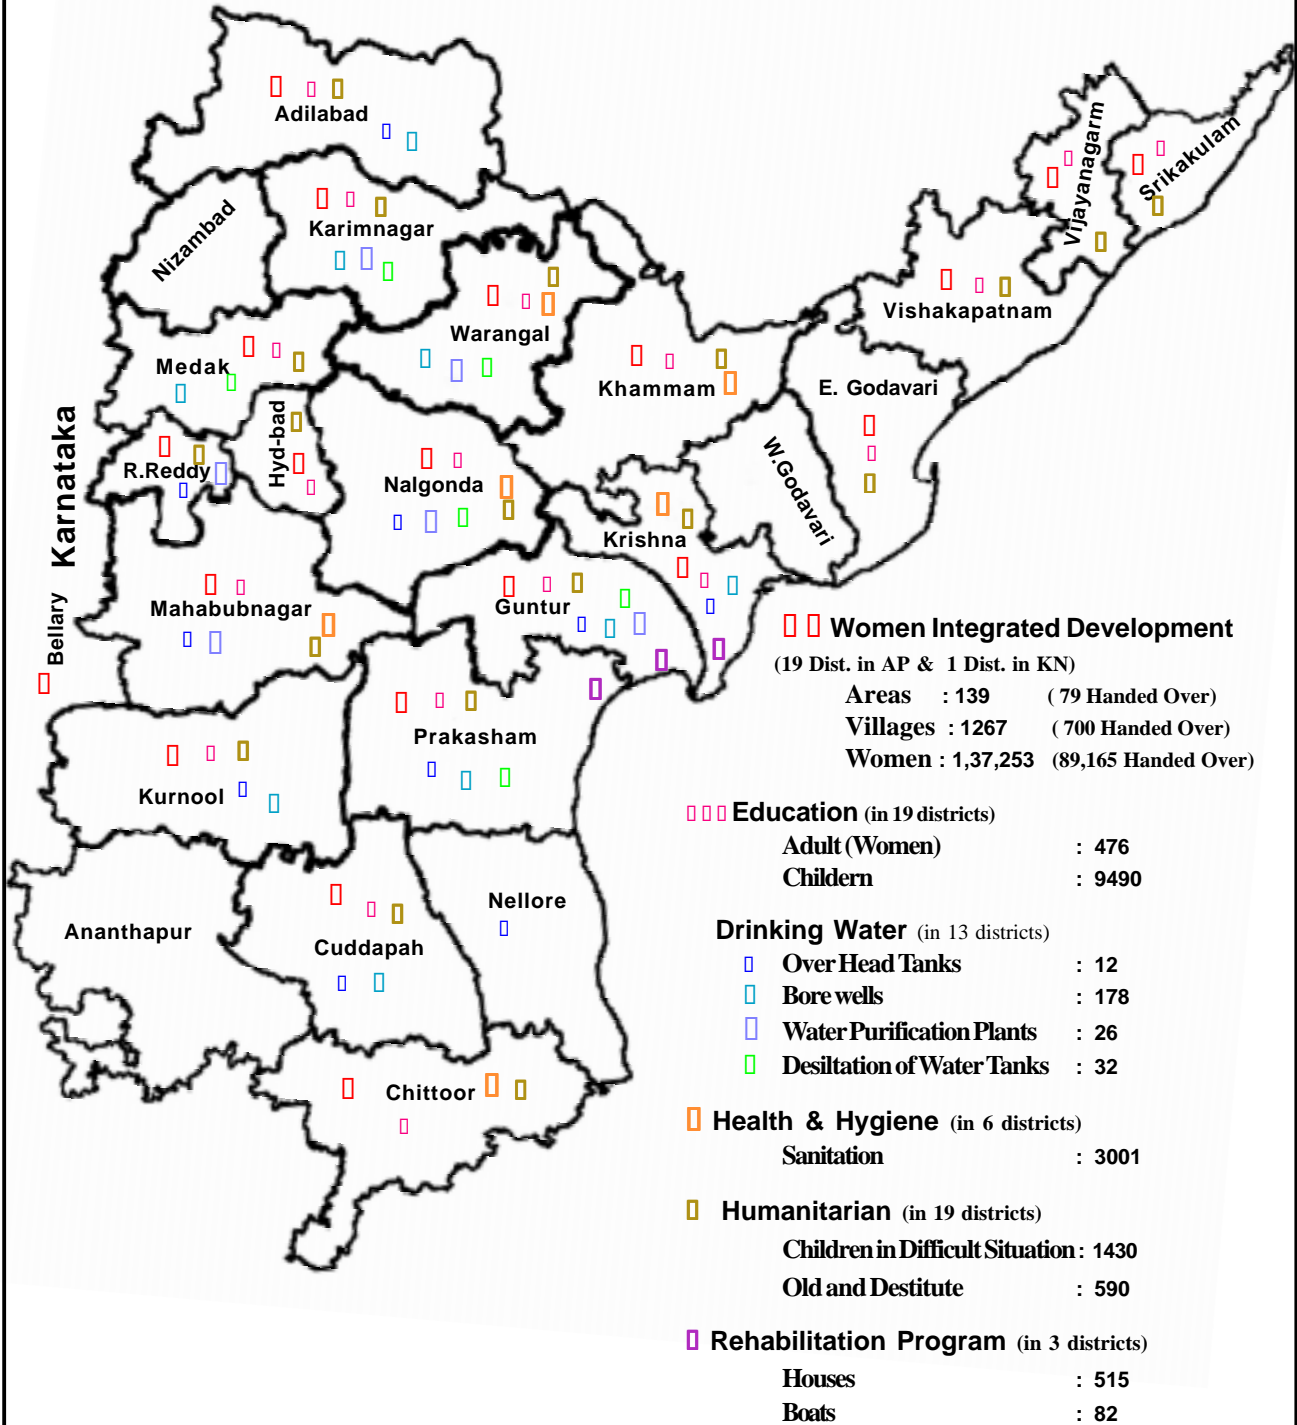 Adilabad
Nizambad
Karimnagar
Vijayanagarm
Srikakulam
Vishakapatnam
Warangal
Medak
Khammam
E. Godavari
Karnataka
Hyd-bad
R.Reddy
Nalgonda
W.Godavari
Krishna
Mahabubnagar
Guntur
Bellary
Prakasham
Kurnool
Nellore
Ananthapur
Cuddapah
Chittoor
Women Integrated Development
(19 Dist. in AP & 1 Dist. in KN)
Areas : 139 ( 79 Handed Over)
Villages : 1267 ( 700 Handed Over)
Women : 1,37,253 (89,165 Handed Over)
Education (in 19 districts)
Adult (Women) : 476
Childern : 9490
Drinking Water (in 13 districts)
Over Head Tanks : 12
Bore wells : 178
Water Purification Plants : 26
Desiltation of Water Tanks : 32
Health & Hygiene (in 6 districts)
Sanitation : 3001
Humanitarian (in 19 districts)
Children in Difficult Situation : 1430
Old and Destitute : 590
Rehabilitation Program (in 3 districts)
Houses : 515
Boats : 82